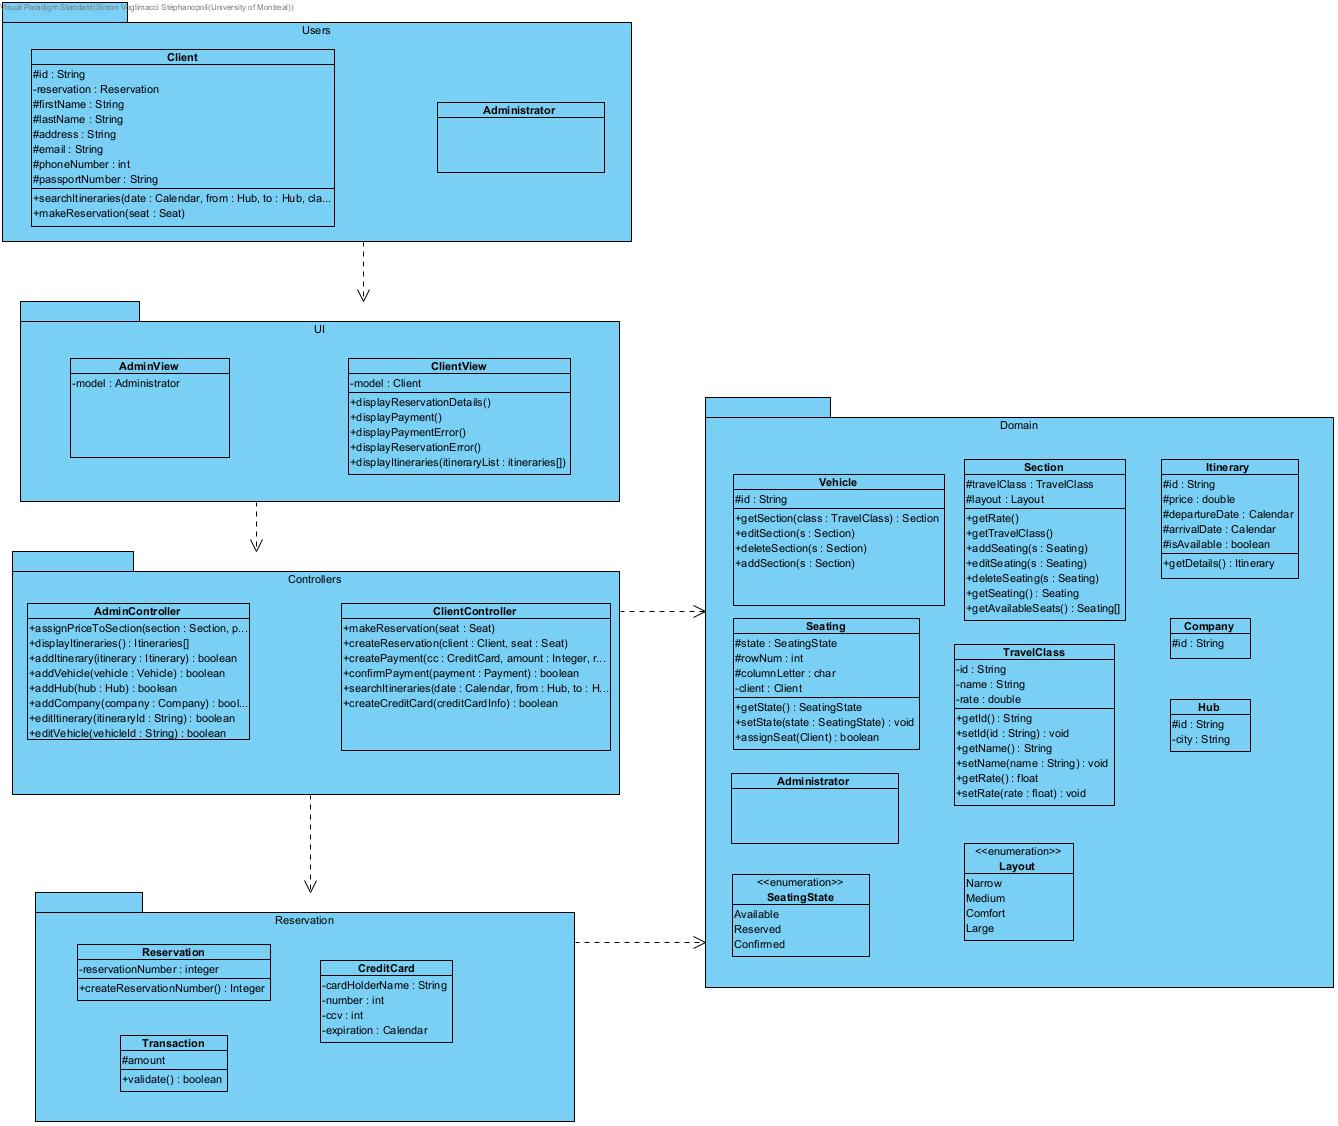 Visual Paradigm Standard(Simon Voglimacci Stéphanopoli(University of Montreal))
Users
Client
#id : String
-reservation : Reservation
#firstName : String
#lastName : String
#address : String
#email : String
#phoneNumber : int
#passportNumber : String
+searchItineraries(date : Calendar, from : Hub, to : Hub, cla...
+makeReservation(seat : Seat)
Administrator
UI
AdminView
-model : Administrator
ClientView
-model : Client
+displayReservationDetails()
+displayPayment()
+displayPaymentError()
+displayReservationError()
+displayItineraries(itineraryList : itineraries[])
Controllers
AdminController
+assignPriceToSection(section : Section, p...
+displayItineraries() : Itineraries[]
+addItinerary(itinerary : Itinerary) : boolean
+addVehicle(vehicle : Vehicle) : boolean
+addHub(hub : Hub) : boolean
+addCompany(company : Company) : bool...
+editItinerary(itineraryId : String) : boolean
+editVehicle(vehicleId : String) : boolean
ClientController
+makeReservation(seat : Seat)
+createReservation(client : Client, seat : Seat)
+createPayment(cc : CreditCard, amount : Integer, r...
+confirmPayment(payment : Payment) : boolean
+searchItineraries(date : Calendar, from : Hub, to : H...
+createCreditCard(creditCardInfo) : boolean
Reservation
Reservation
-reservationNumber : integer
+createReservationNumber() : Integer
CreditCard
-cardHolderName : String
-number : int
-ccv : int
-expiration : Calendar
Transaction
#amount
+validate() : boolean
Domain
Vehicle
#id : String
+getSection(class : TravelClass) : Section
+editSection(s : Section)
+deleteSection(s : Section)
+addSection(s : Section)
Section
#travelClass : TravelClass
#layout : Layout
+getRate()
+getTravelClass()
+addSeating(s : Seating)
+editSeating(s : Seating)
+deleteSeating(s : Seating)
+getSeating() : Seating
+getAvailableSeats() : Seating[]
Itinerary
#id : String
#price : double
#departureDate : Calendar
#arrivalDate : Calendar
#isAvailable : boolean
+getDetails() : Itinerary
Seating
#state : SeatingState
#rowNum : int
#columnLetter : char
-client : Client
+getState() : SeatingState
+setState(state : SeatingState) : void
+assignSeat(Client) : boolean
TravelClass
-id : String
-name : String
-rate : double
+getId() : String
+setId(id : String) : void
+getName() : String
+setName(name : String) : void
+getRate() : float
+setRate(rate : float) : void
Company
#id : String
Hub
#id : String
-city : String
Administrator
<<enumeration>>
SeatingState
Available
Reserved
Confirmed
<<enumeration>>
Layout
Narrow
Medium
Comfort
Large